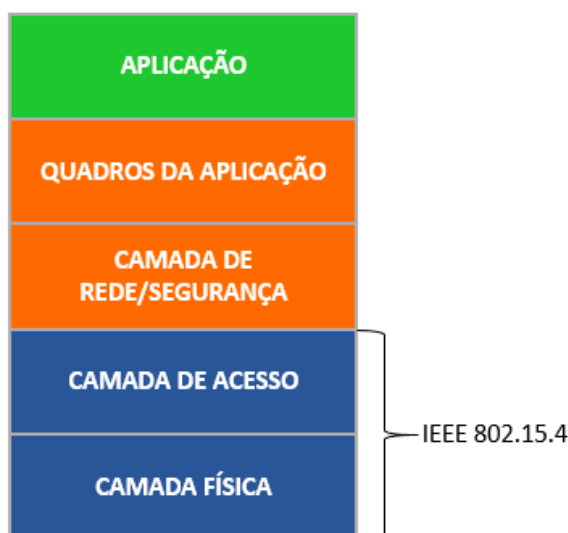 APLICAÇÃO
QUADROS DA APLICAÇÃO
CAMADA DE
REDE/SEGURANÇA
CAMADA DE ACESSO
IEEE 802.15.4
CAMADA FÍSICA